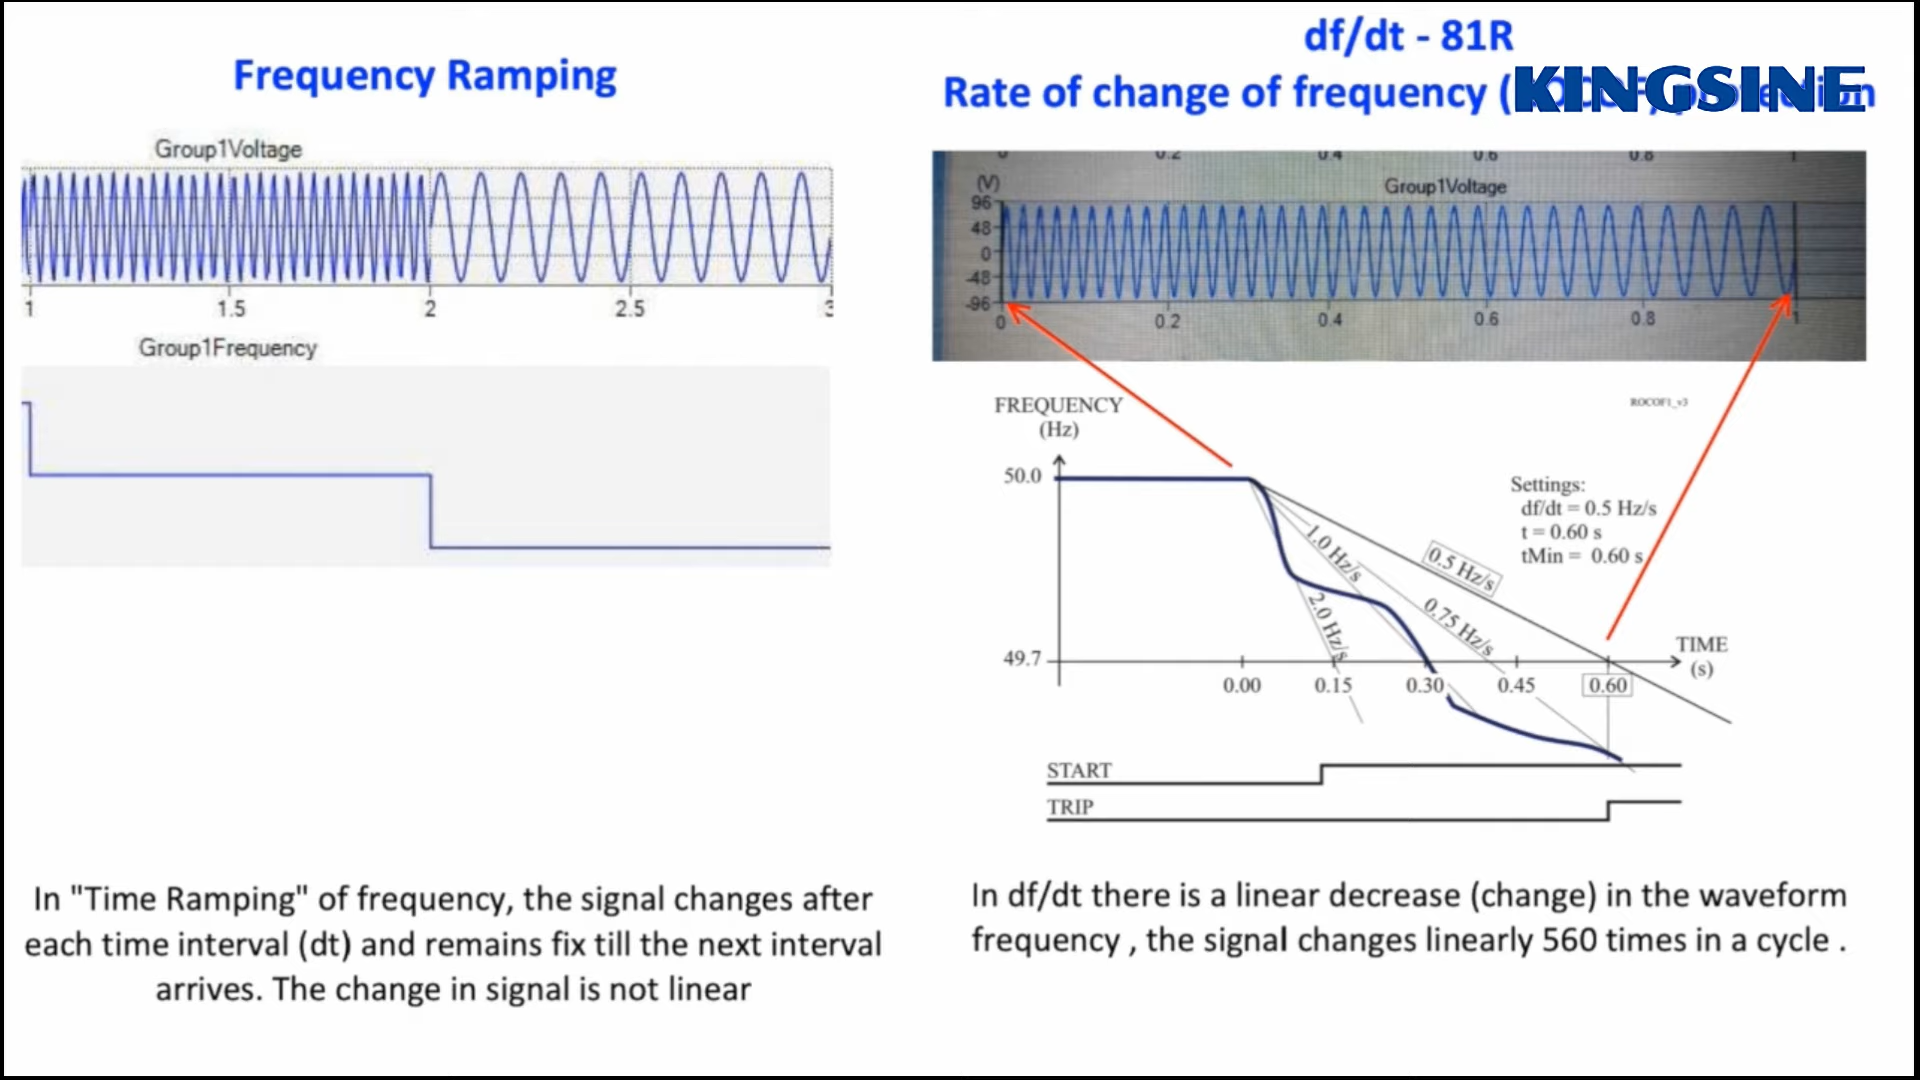 Frequency Ramping
Group1Voltage
1
1.5
2
2.5
3
Group1Frequency
In "Time Ramping" of frequency, the signal changes after
each time interval (dt) and remains fix till the next interval
arrives. The change in signal is not linear
df/dt - 81R
Rate of change of frequency (
KINGSINE
0
0.2
0.4
0.6
0.8
1
(V)
Group1Voltage
96
48
0
-48
-96
0
0.2
0.4
0.6
0.8
1
FREQUENCY
(Hz)
ROCOF1_v3
50.0
Settings:
df/dt = 0.5 Hz/s
t = 0.60 s
tMin = 0.60 s
1.0 Hz/s
0.5 Hz/s
2.0 Hz/s
0.75 Hz/s
49.7
TIME
(s)
0.00
0.15
0.30
0.45
0.60
START
TRIP
In df/dt there is a linear decrease (change) in the waveform
frequency , the signal changes linearly 560 times in a cycle .